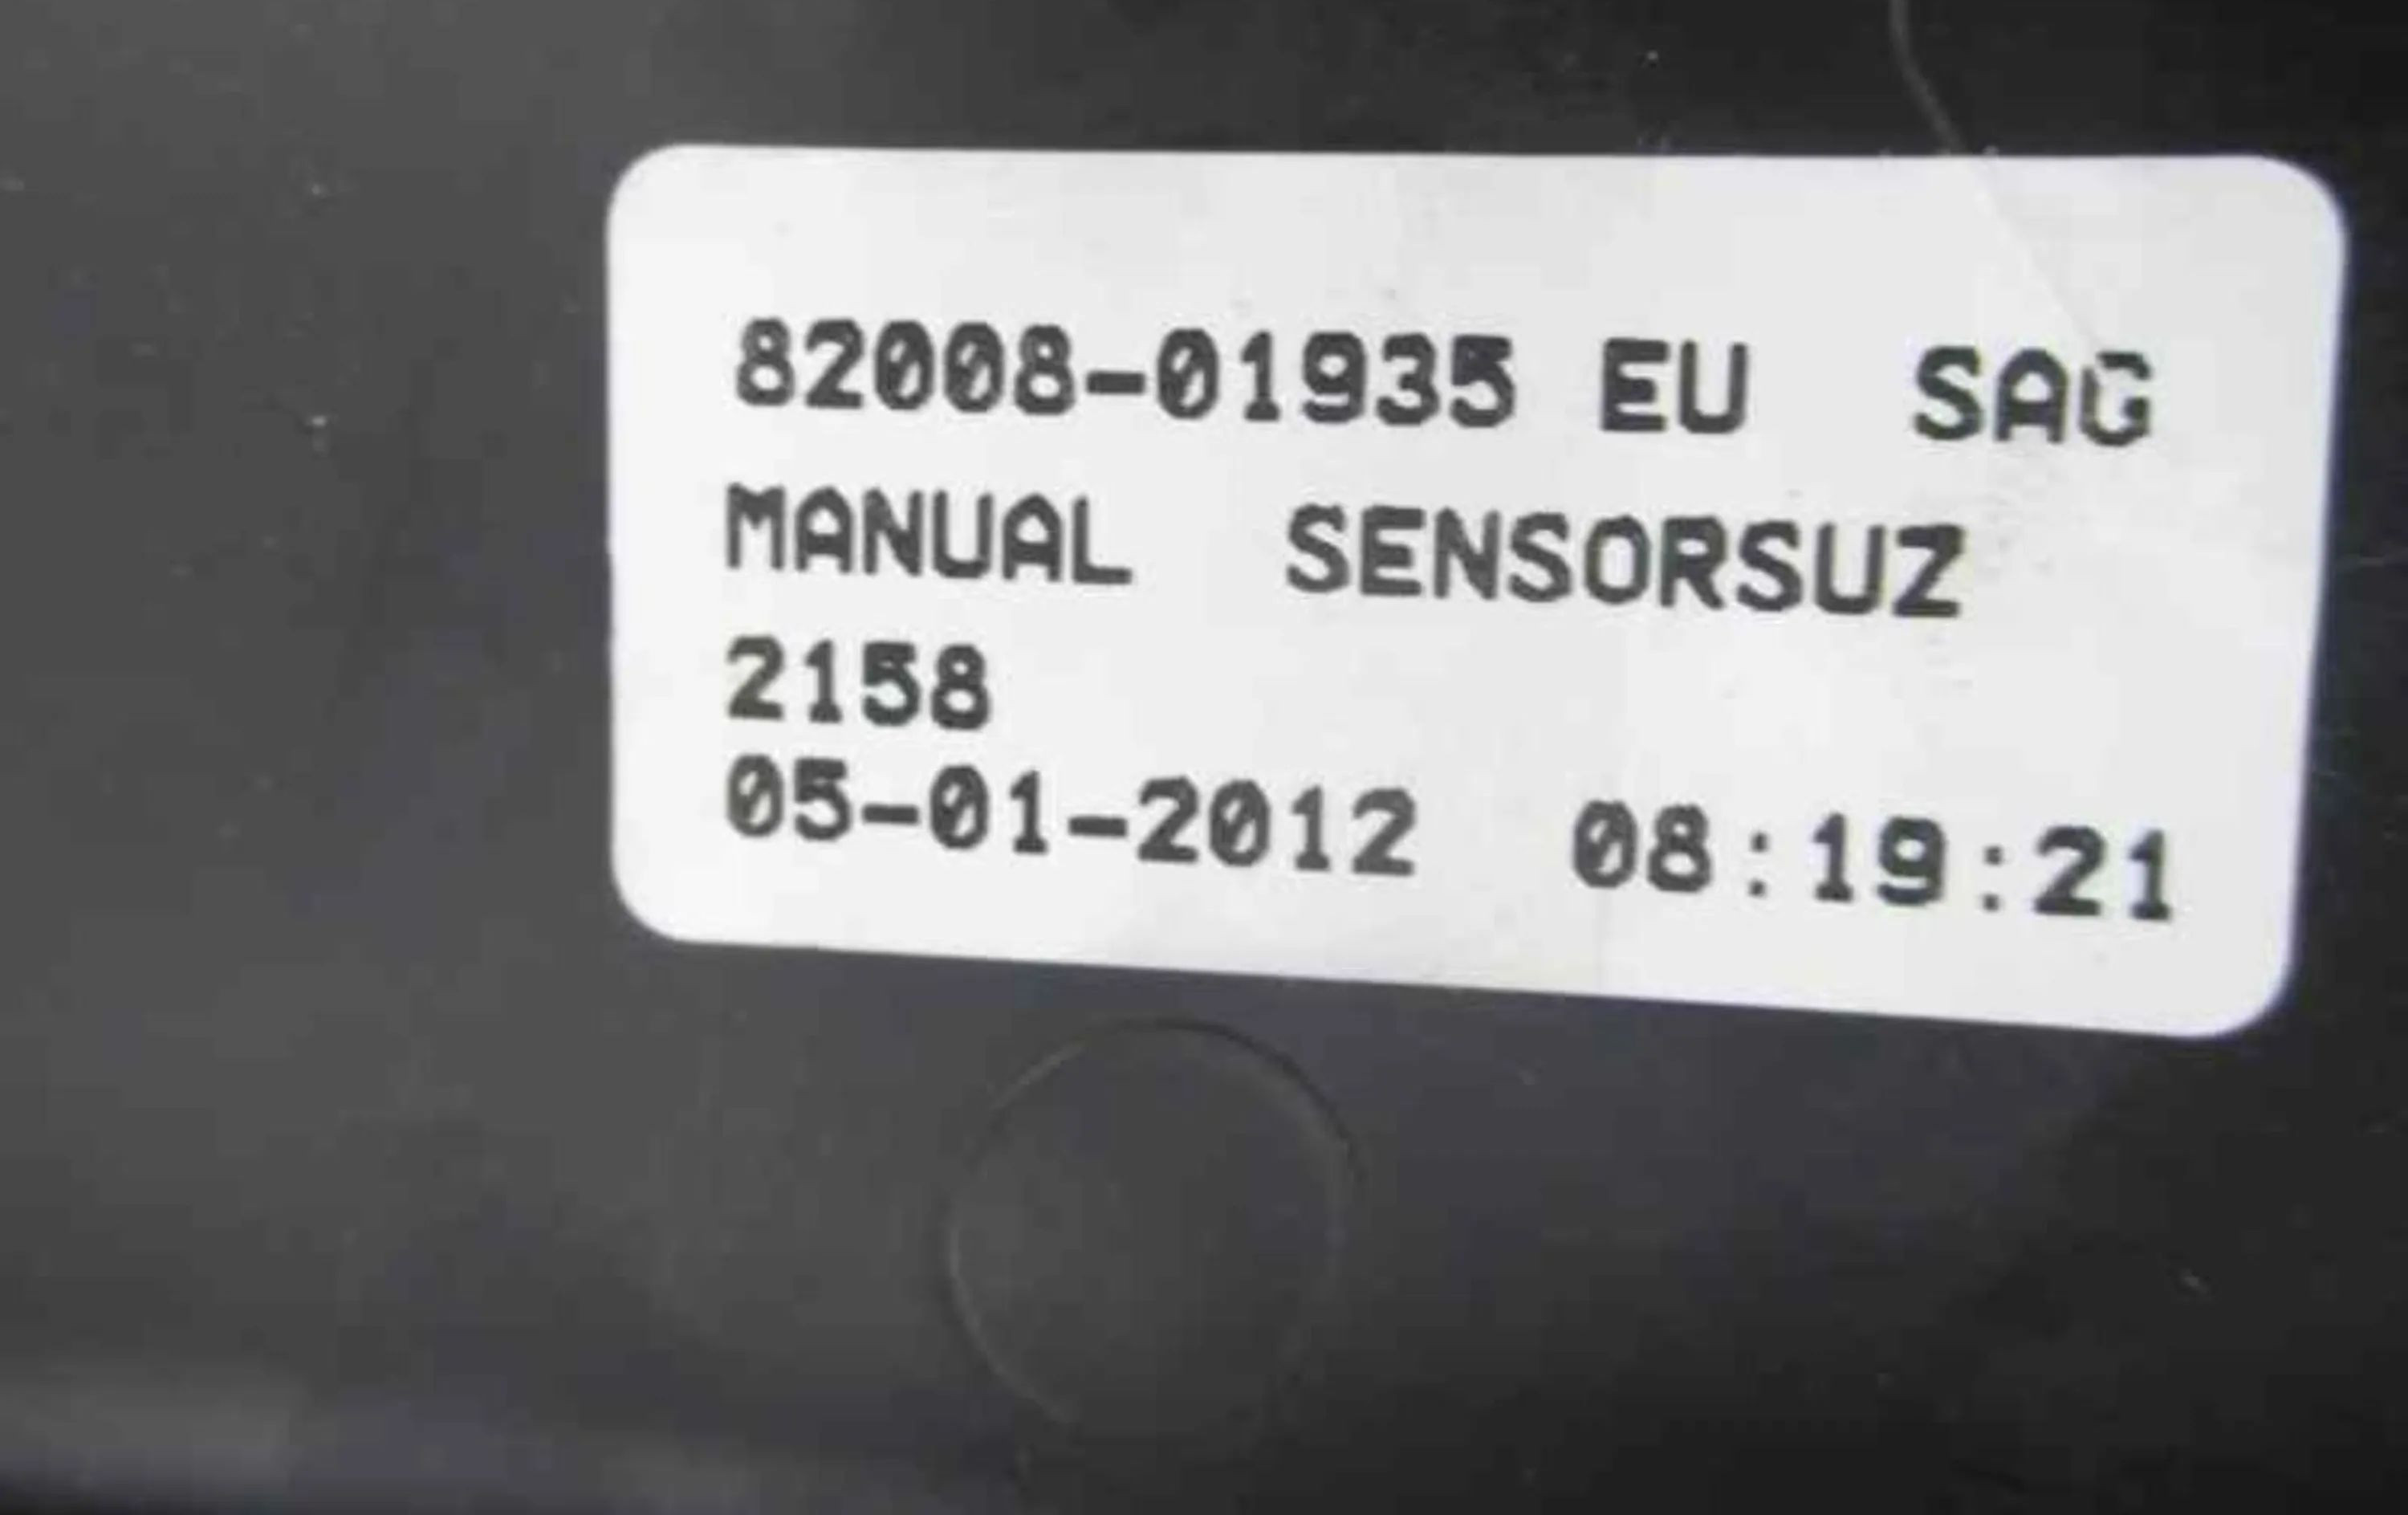 82008-01935 EU SAG
MANUAL SENSORSUZ
2158
05-01-2012 08:19:21